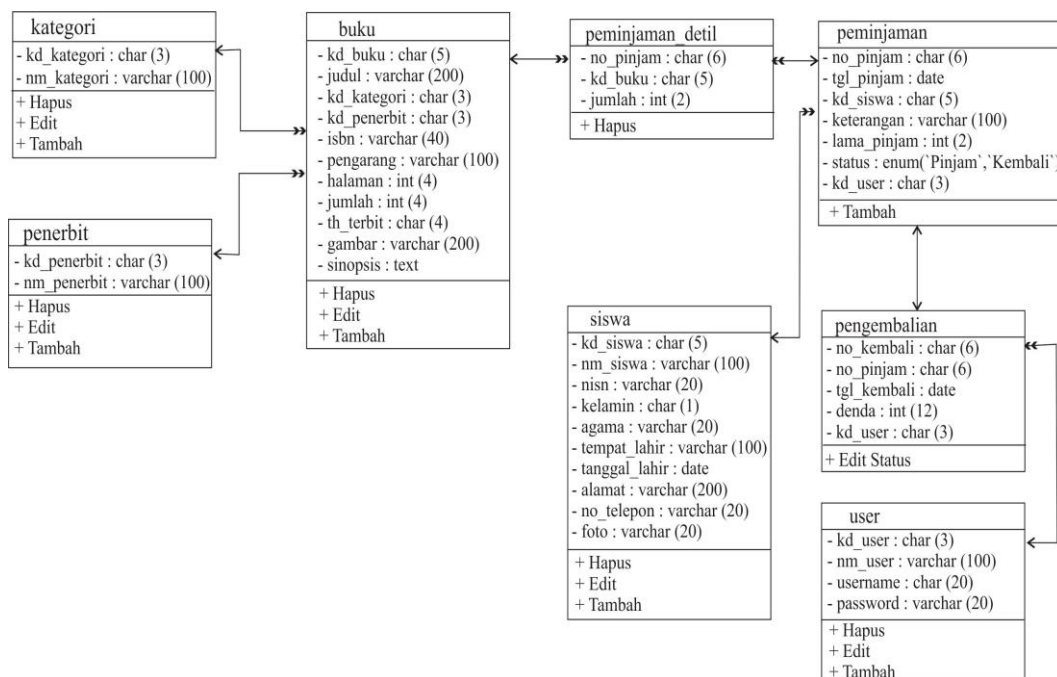 kategori
- kd_kategori : char (3)
- nm_kategori : varchar (100)
+ Hapus
+ Edit
+ Tambah
penerbit
- kd_penerbit : char (3)
- nm_penerbit : varchar (100)
+ Hapus
+ Edit
+ Tambah
buku
- kd_buku : char (5)
- judul : varchar (200)
- kd_kategori : char (3)
- kd_penerbit : char (3)
- isbn : varchar (40)
- pengarang : varchar (100)
- halaman : int (4)
- jumlah : int (4)
- th_terbit : char (4)
- gambar : varchar (200)
- sinopsis : text
+ Hapus
+ Edit
+ Tambah
peminjaman_detil
- no_pinjam : char (6)
- kd_buku : char (5)
- jumlah : int (2)
+ Hapus
peminjaman
- no_pinjam : char (6)
- tgl_pinjam : date
- kd_siswa : char (5)
- keterangan : varchar (100)
- lama_pinjam : int (2)
- status : enum(`Pinjam`,`Kembali`)
- kd_user : char (3)
+ Tambah
siswa
- kd_siswa : char (5)
- nm_siswa : varchar (100)
- nisn : varchar (20)
- kelamin : char (1)
- agama : varchar (20)
- tempat_lahir : varchar (100)
- tanggal_lahir : date
- alamat : varchar (200)
- no_telepon : varchar (20)
- foto : varchar (20)
+ Hapus
+ Edit
+ Tambah
pengembalian
- no_kembali : char (6)
- no_pinjam : char (6)
- tgl_kembali : date
- denda : int (12)
- kd_user : char (3)
+ Edit Status
user
- kd_user : char (3)
- nm_user : varchar (100)
- username : char (20)
- password : varchar (20)
+ Hapus
+ Edit
+ Tambah